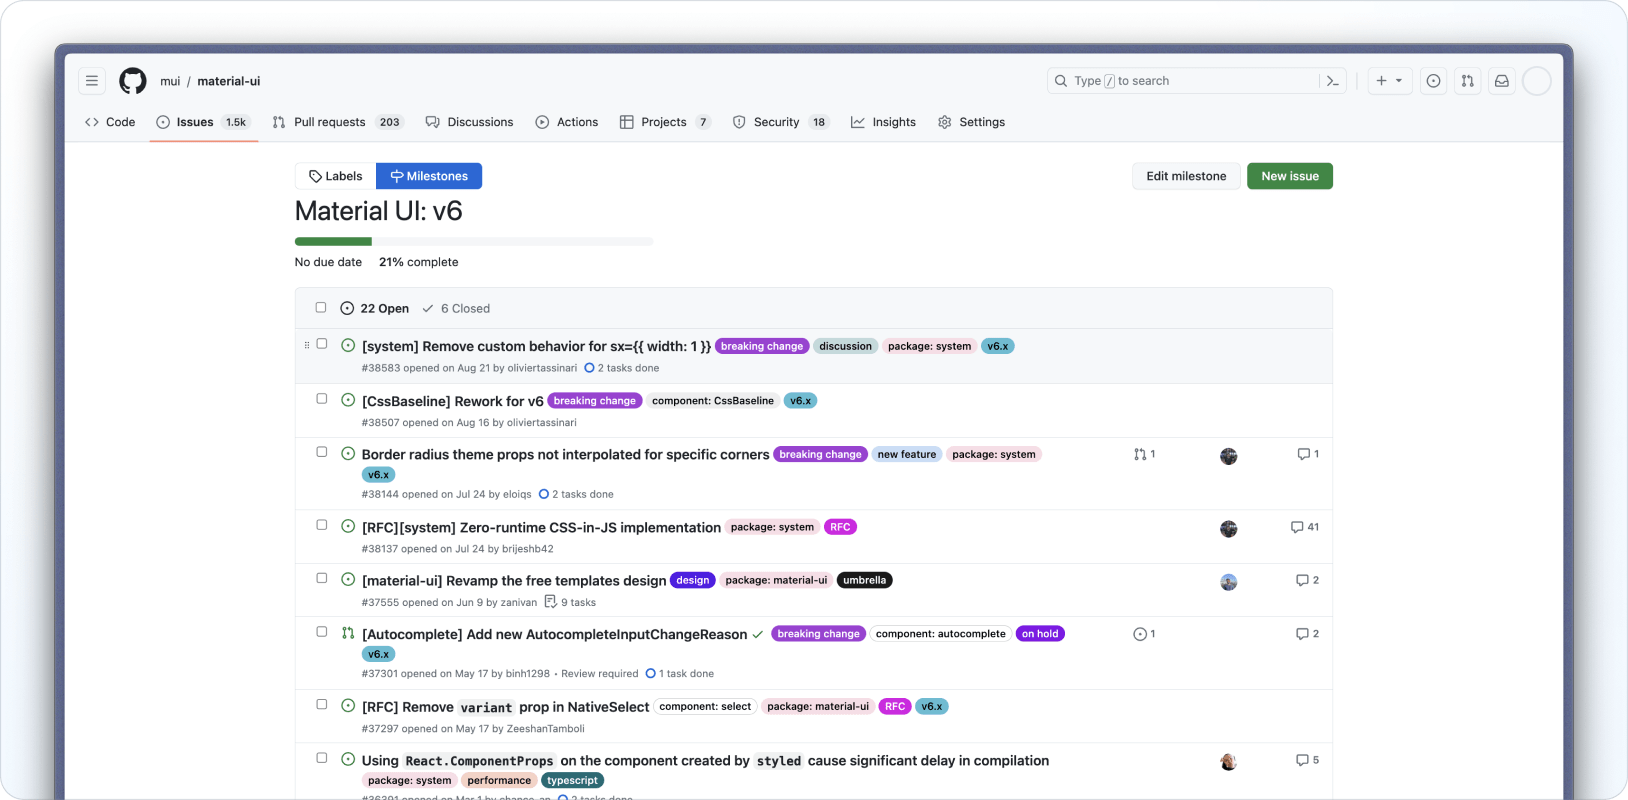 mui / material-ui
Type / to search
Code
Issues 1.5k
Pull requests 203
Discussions
Actions
Projects 7
Security 18
Insights
Settings
Labels
Milestones
Edit milestone
New issue
Material UI: v6
No due date 21% complete
22 Open 6 Closed
[system] Remove custom behavior for sx={{ width: 1 }} breaking change discussion package: system v6.x
#38583 opened on Aug 21 by oliviertassinari 2 tasks done
[CssBaseline] Rework for v6 breaking change component: CssBaseline v6.x
#38507 opened on Aug 16 by oliviertassinari
Border radius theme props not interpolated for specific corners breaking change new feature package: system 1 1
v6.x
#38144 opened on Jul 24 by eloiqs 2 tasks done
[RFC][system] Zero-runtime CSS-in-JS implementation package: system RFC 41
#38137 opened on Jul 24 by brijeshb42
[material-ui] Revamp the free templates design design package: material-ui umbrella 2
#37555 opened on Jun 9 by zanivan 9 tasks
[Autocomplete] Add new AutocompleteInputChangeReason breaking change component: autocomplete on hold 1 2
v6.x
#37301 opened on May 17 by binh1298 • Review required 1 task done
[RFC] Remove variant prop in NativeSelect component: select package: material-ui RFC v6.x
#37297 opened on May 17 by ZeeshanTamboli
Using React.ComponentProps on the component created by styled cause significant delay in compilation 5
package: system performance typescript
opened on Mar 1 by 2 tasks done